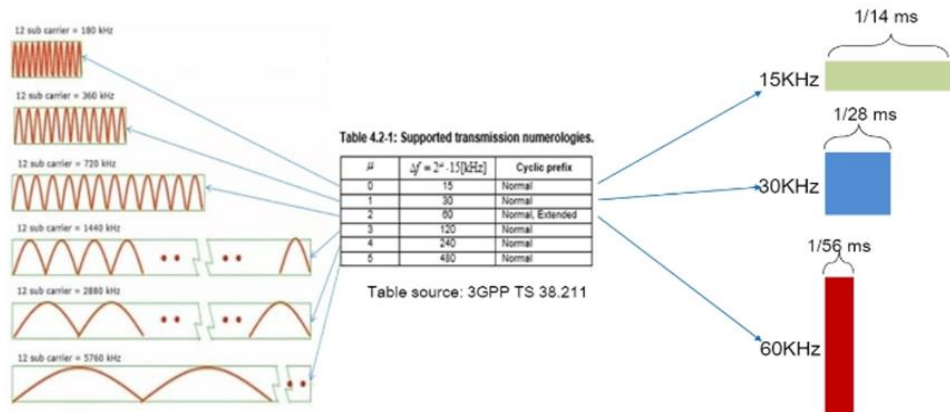 12 sub carrier = 180 kHz
12 sub carrier = 360 kHz
12 sub carrier = 720 kHz
12 sub carrier = 1440 kHz
12 sub carrier = 2880 kHz
12 sub carrier = 5760 kHz
Table 4.2-1: Supported transmission numerologies.
μ Δf = 2^μ · 15[kHz] Cyclic prefix
0 15 Normal
1 30 Normal
2 60 Normal, Extended
3 120 Normal
4 240 Normal
5 480 Normal
Table source: 3GPP TS 38.211
1/14 ms
15KHz
1/28 ms
30KHz
1/56 ms
60KHz